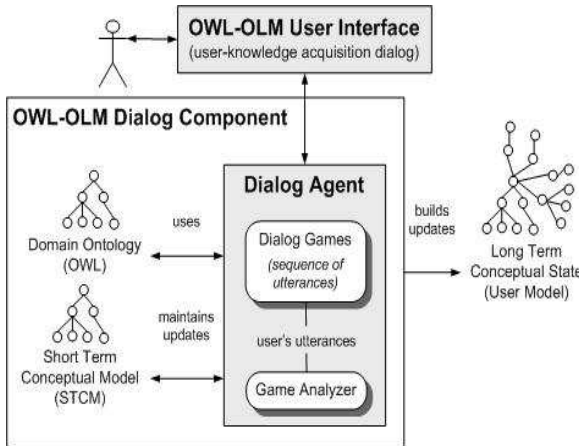 OWL-OLM User Interface
(user-knowledge acquisition dialog)
OWL-OLM Dialog Component
Dialog Agent
uses
Domain Ontology
(OWL)
Dialog Games
(sequence of
utterances)
builds
updates
Long Term
Conceptual State
(User Model)
maintains
updates
user's utterances
Short Term
Conceptual Model
(STCM)
Game Analyzer